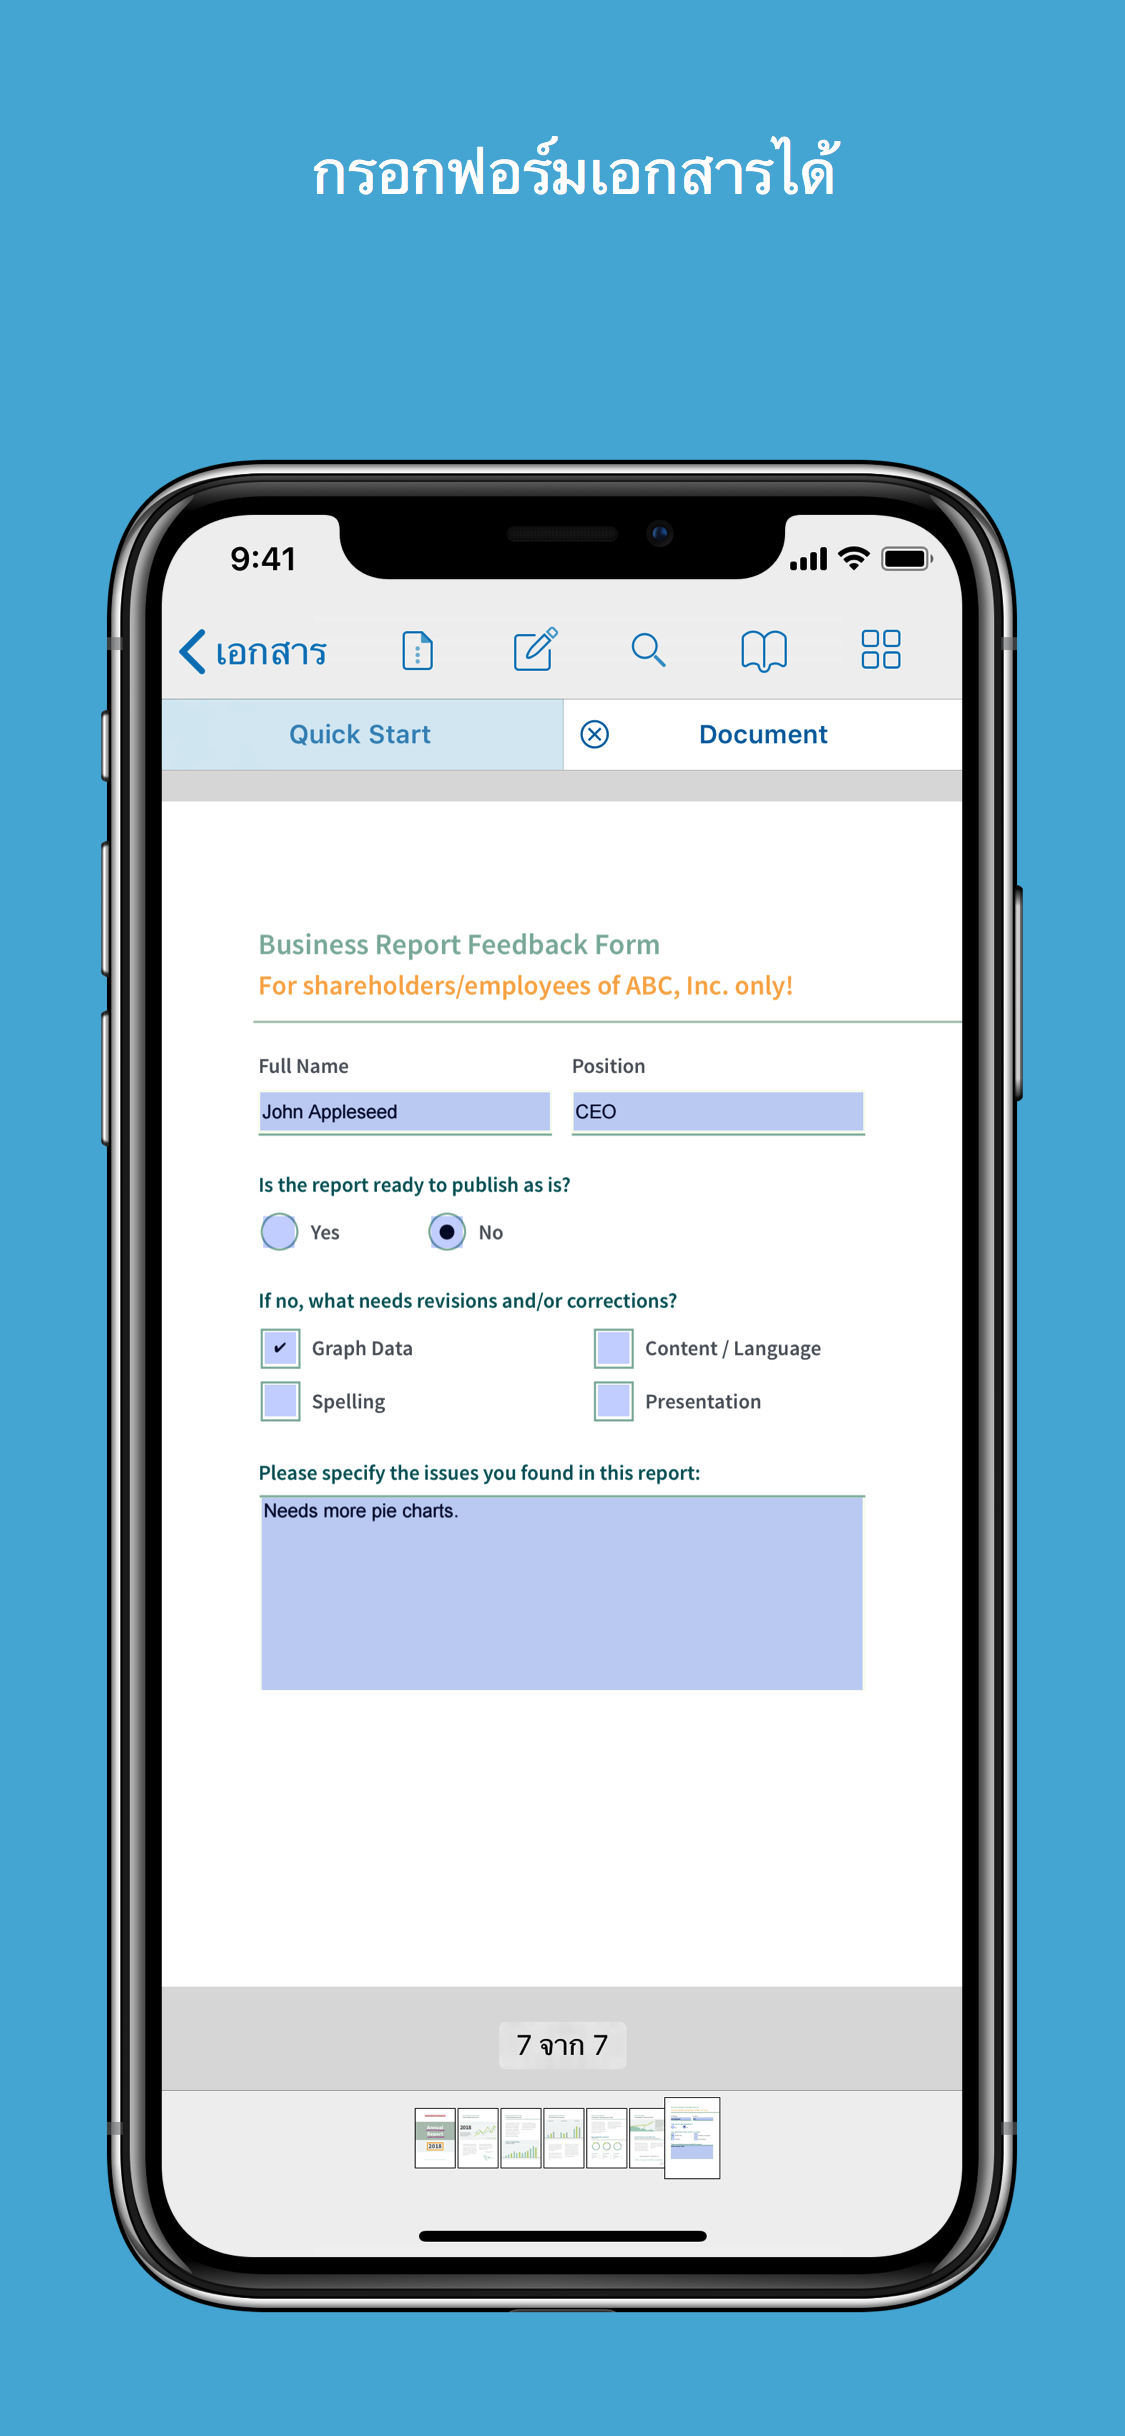 กรอกฟอร์มเอกสารได้
9:41
เอกสาร
Quick Start
Document
Business Report Feedback Form
For shareholders/employees of ABC, Inc. only!
Full Name
Position
John Appleseed
CEO
Is the report ready to publish as is?
Yes
No
If no, what needs revisions and/or corrections?
Graph Data
Content / Language
Spelling
Presentation
Please specify the issues you found in this report:
Needs more pie charts.
7 จาก 7
Annual
Report
2018
2018